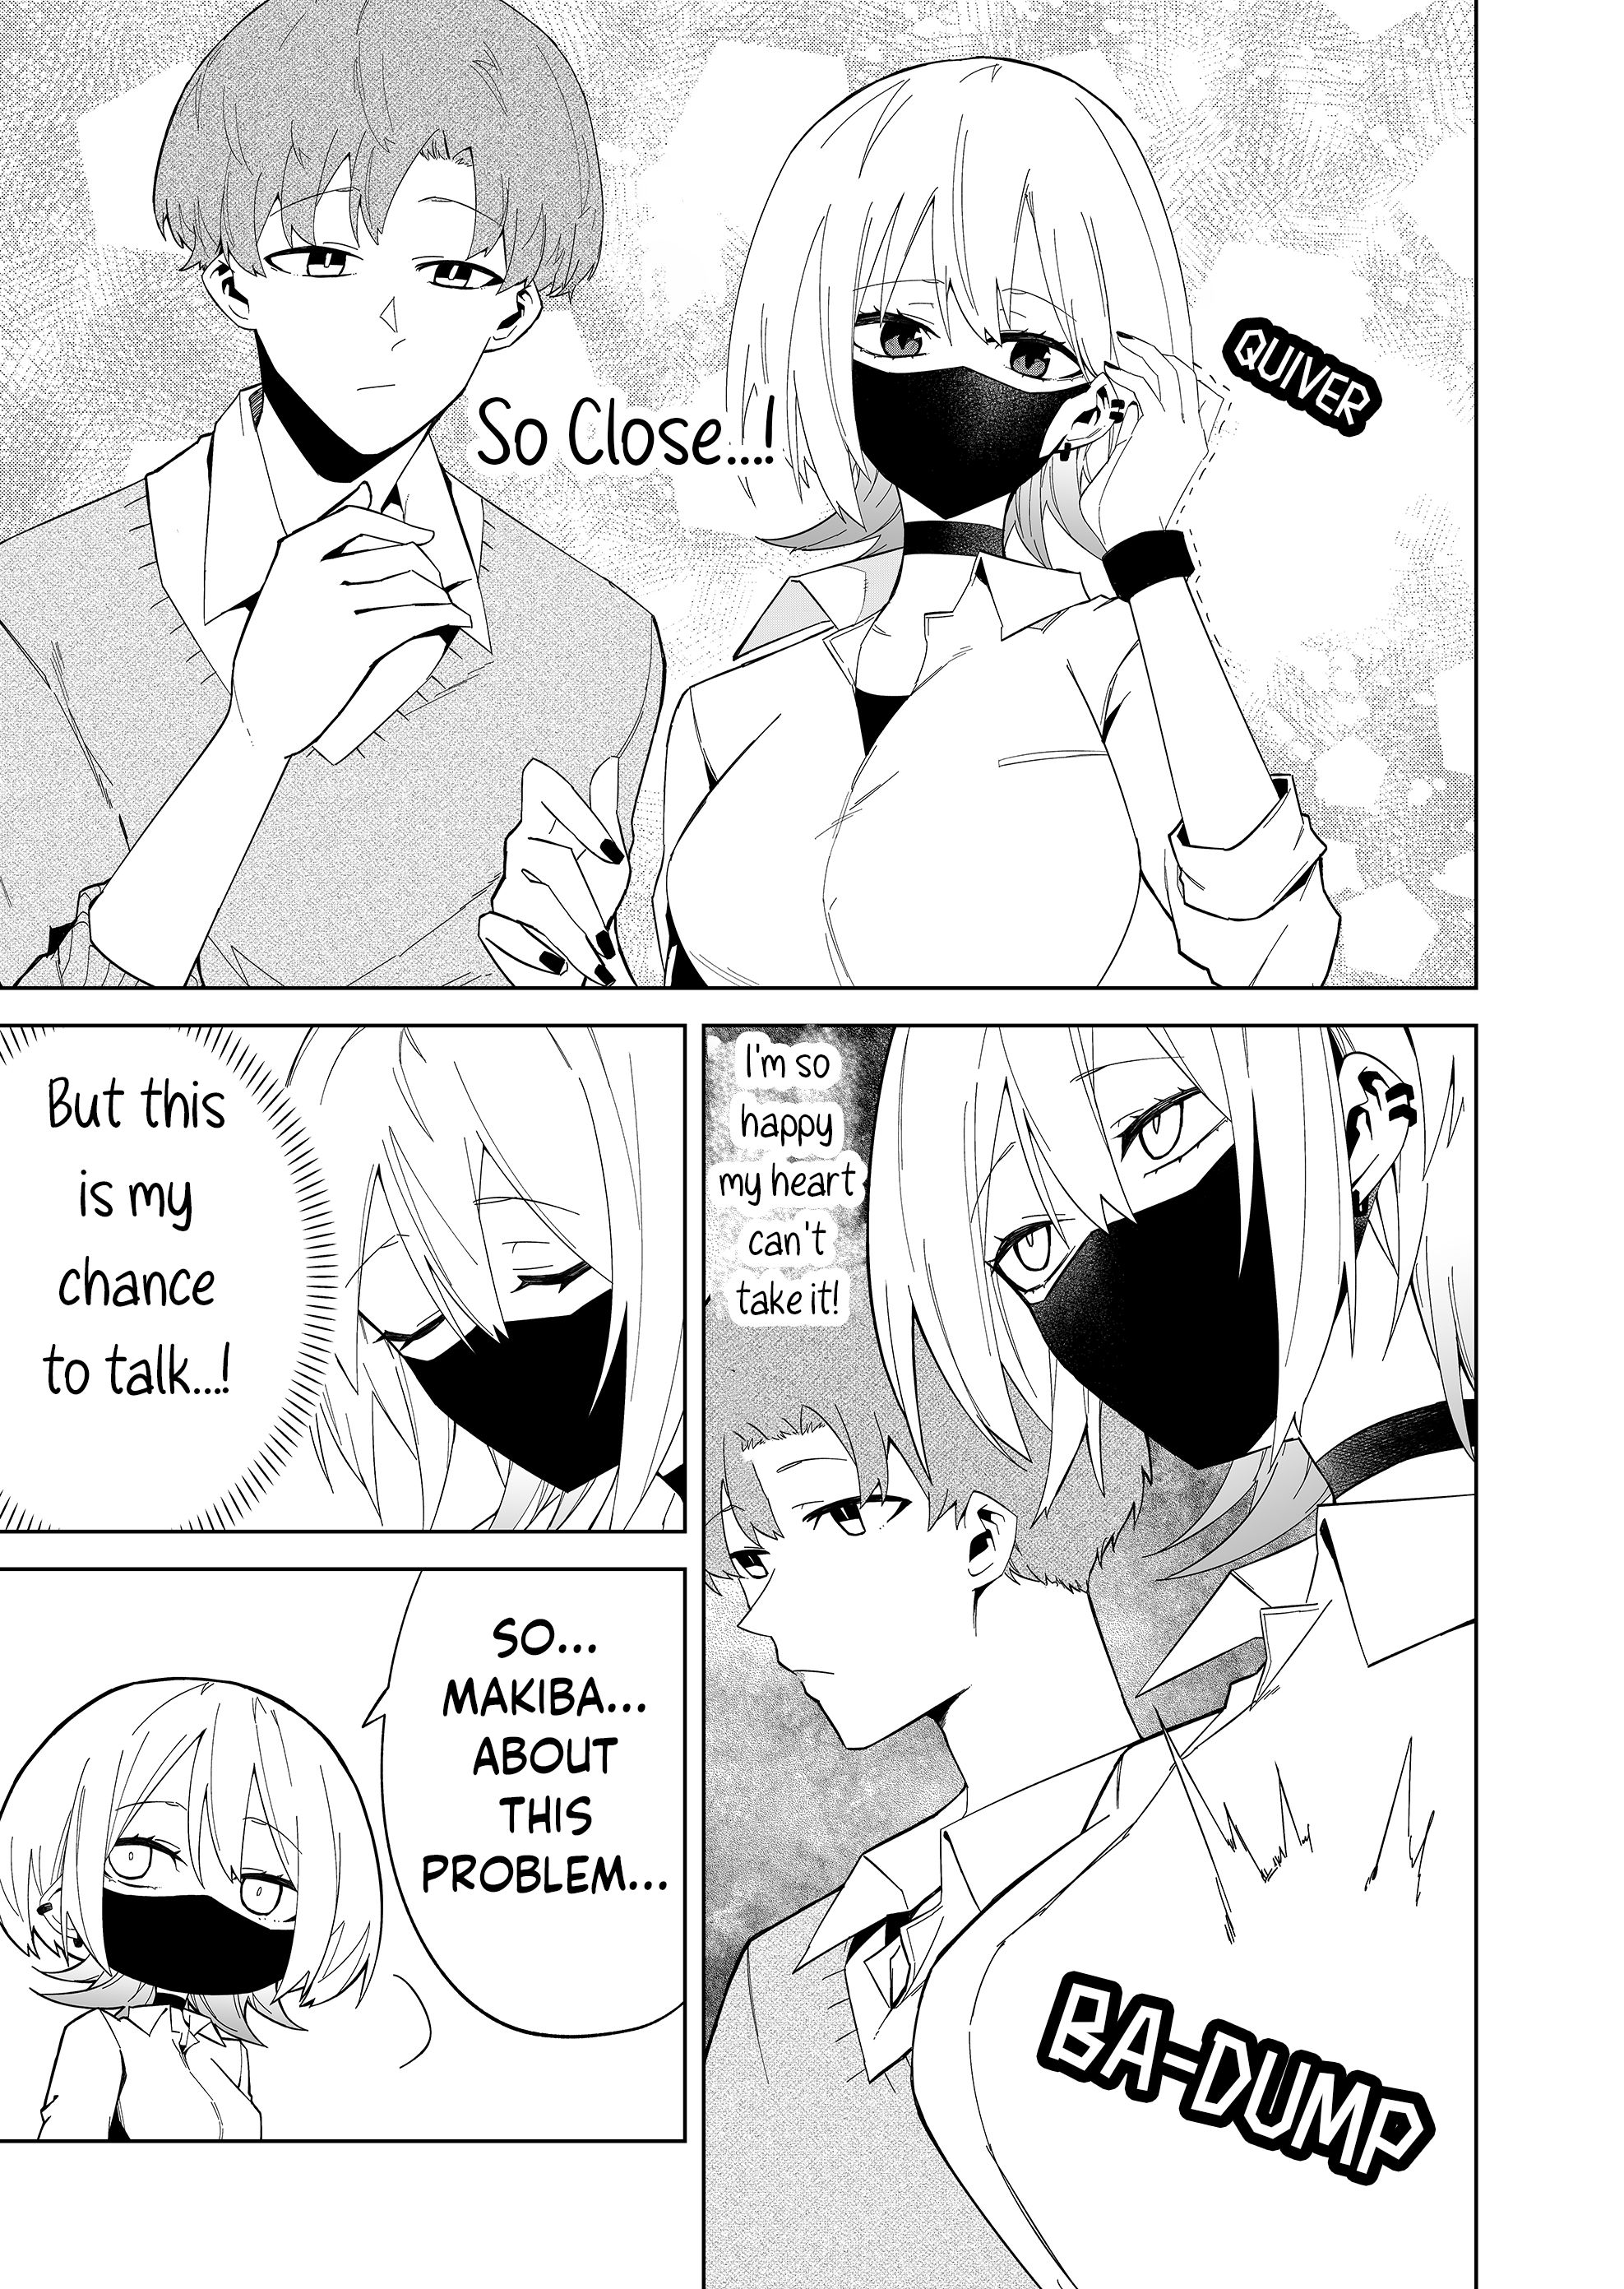 QUIVER
So Close...!
I'm so
happy
my heart
can't
take it!
BA-DUMP
But this
is my
chance
to talk...!
SO...
MAKIBA...
ABOUT
THIS
PROBLEM...